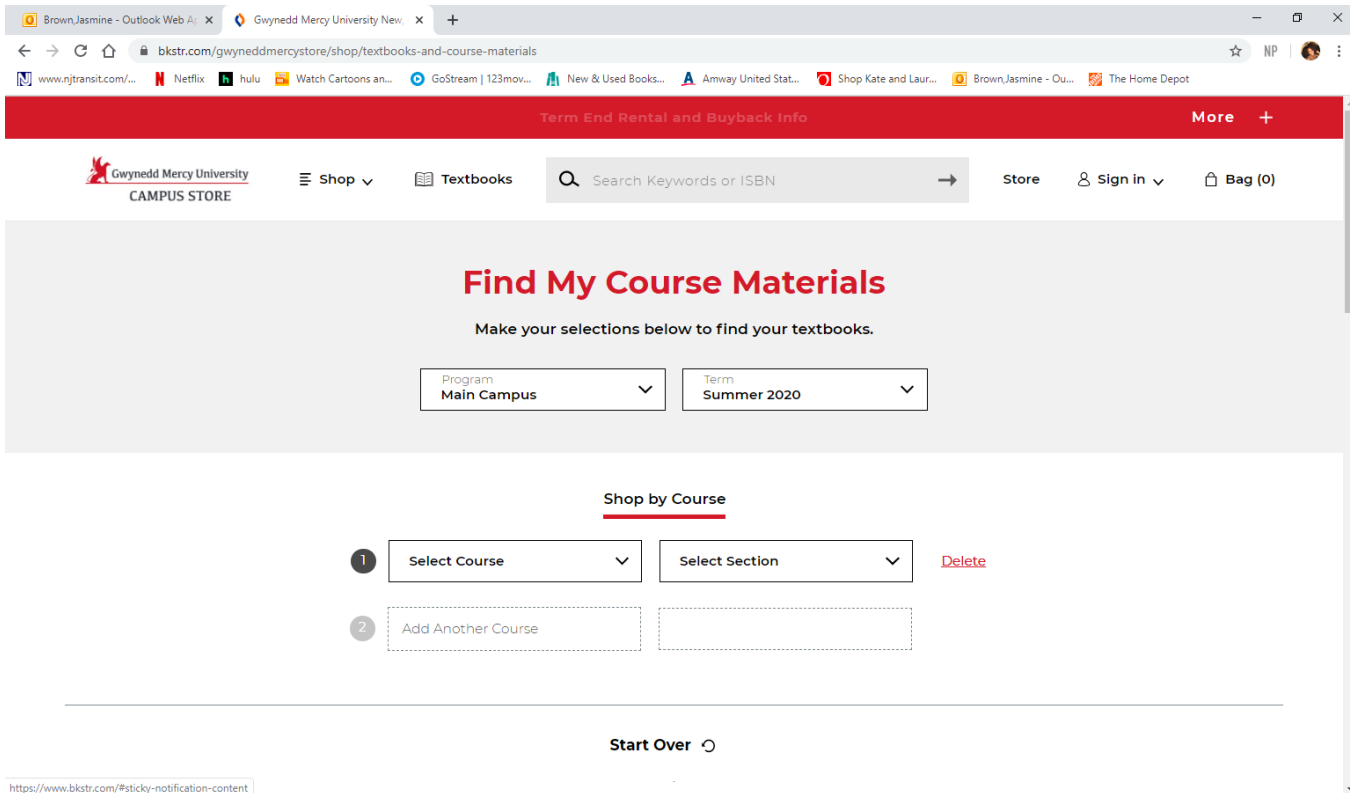 Brown,Jasmine - Outlook Web Ap
Gwynedd Mercy University New,
bkstr.com/gwyneddmercystore/shop/textbooks-and-course-materials
NP
www.njtransit.com/... Netflix hulu Watch Cartoons an... GoStream | 123mov... New & Used Books... Amway United Stat... Shop Kate and Laur... Brown,Jasmine - Ou... The Home Depot
Term End Rental and Buyback Info More +
Gwynedd Mercy University
CAMPUS STORE
Shop Textbooks Search Keywords or ISBN Store Sign in Bag (0)
Find My Course Materials
Make your selections below to find your textbooks.
Program Term
Main Campus Summer 2020
Shop by Course
1 Select Course Select Section Delete
2 Add Another Course
Start Over
https://www.bkstr.com/#sticky-notification-content